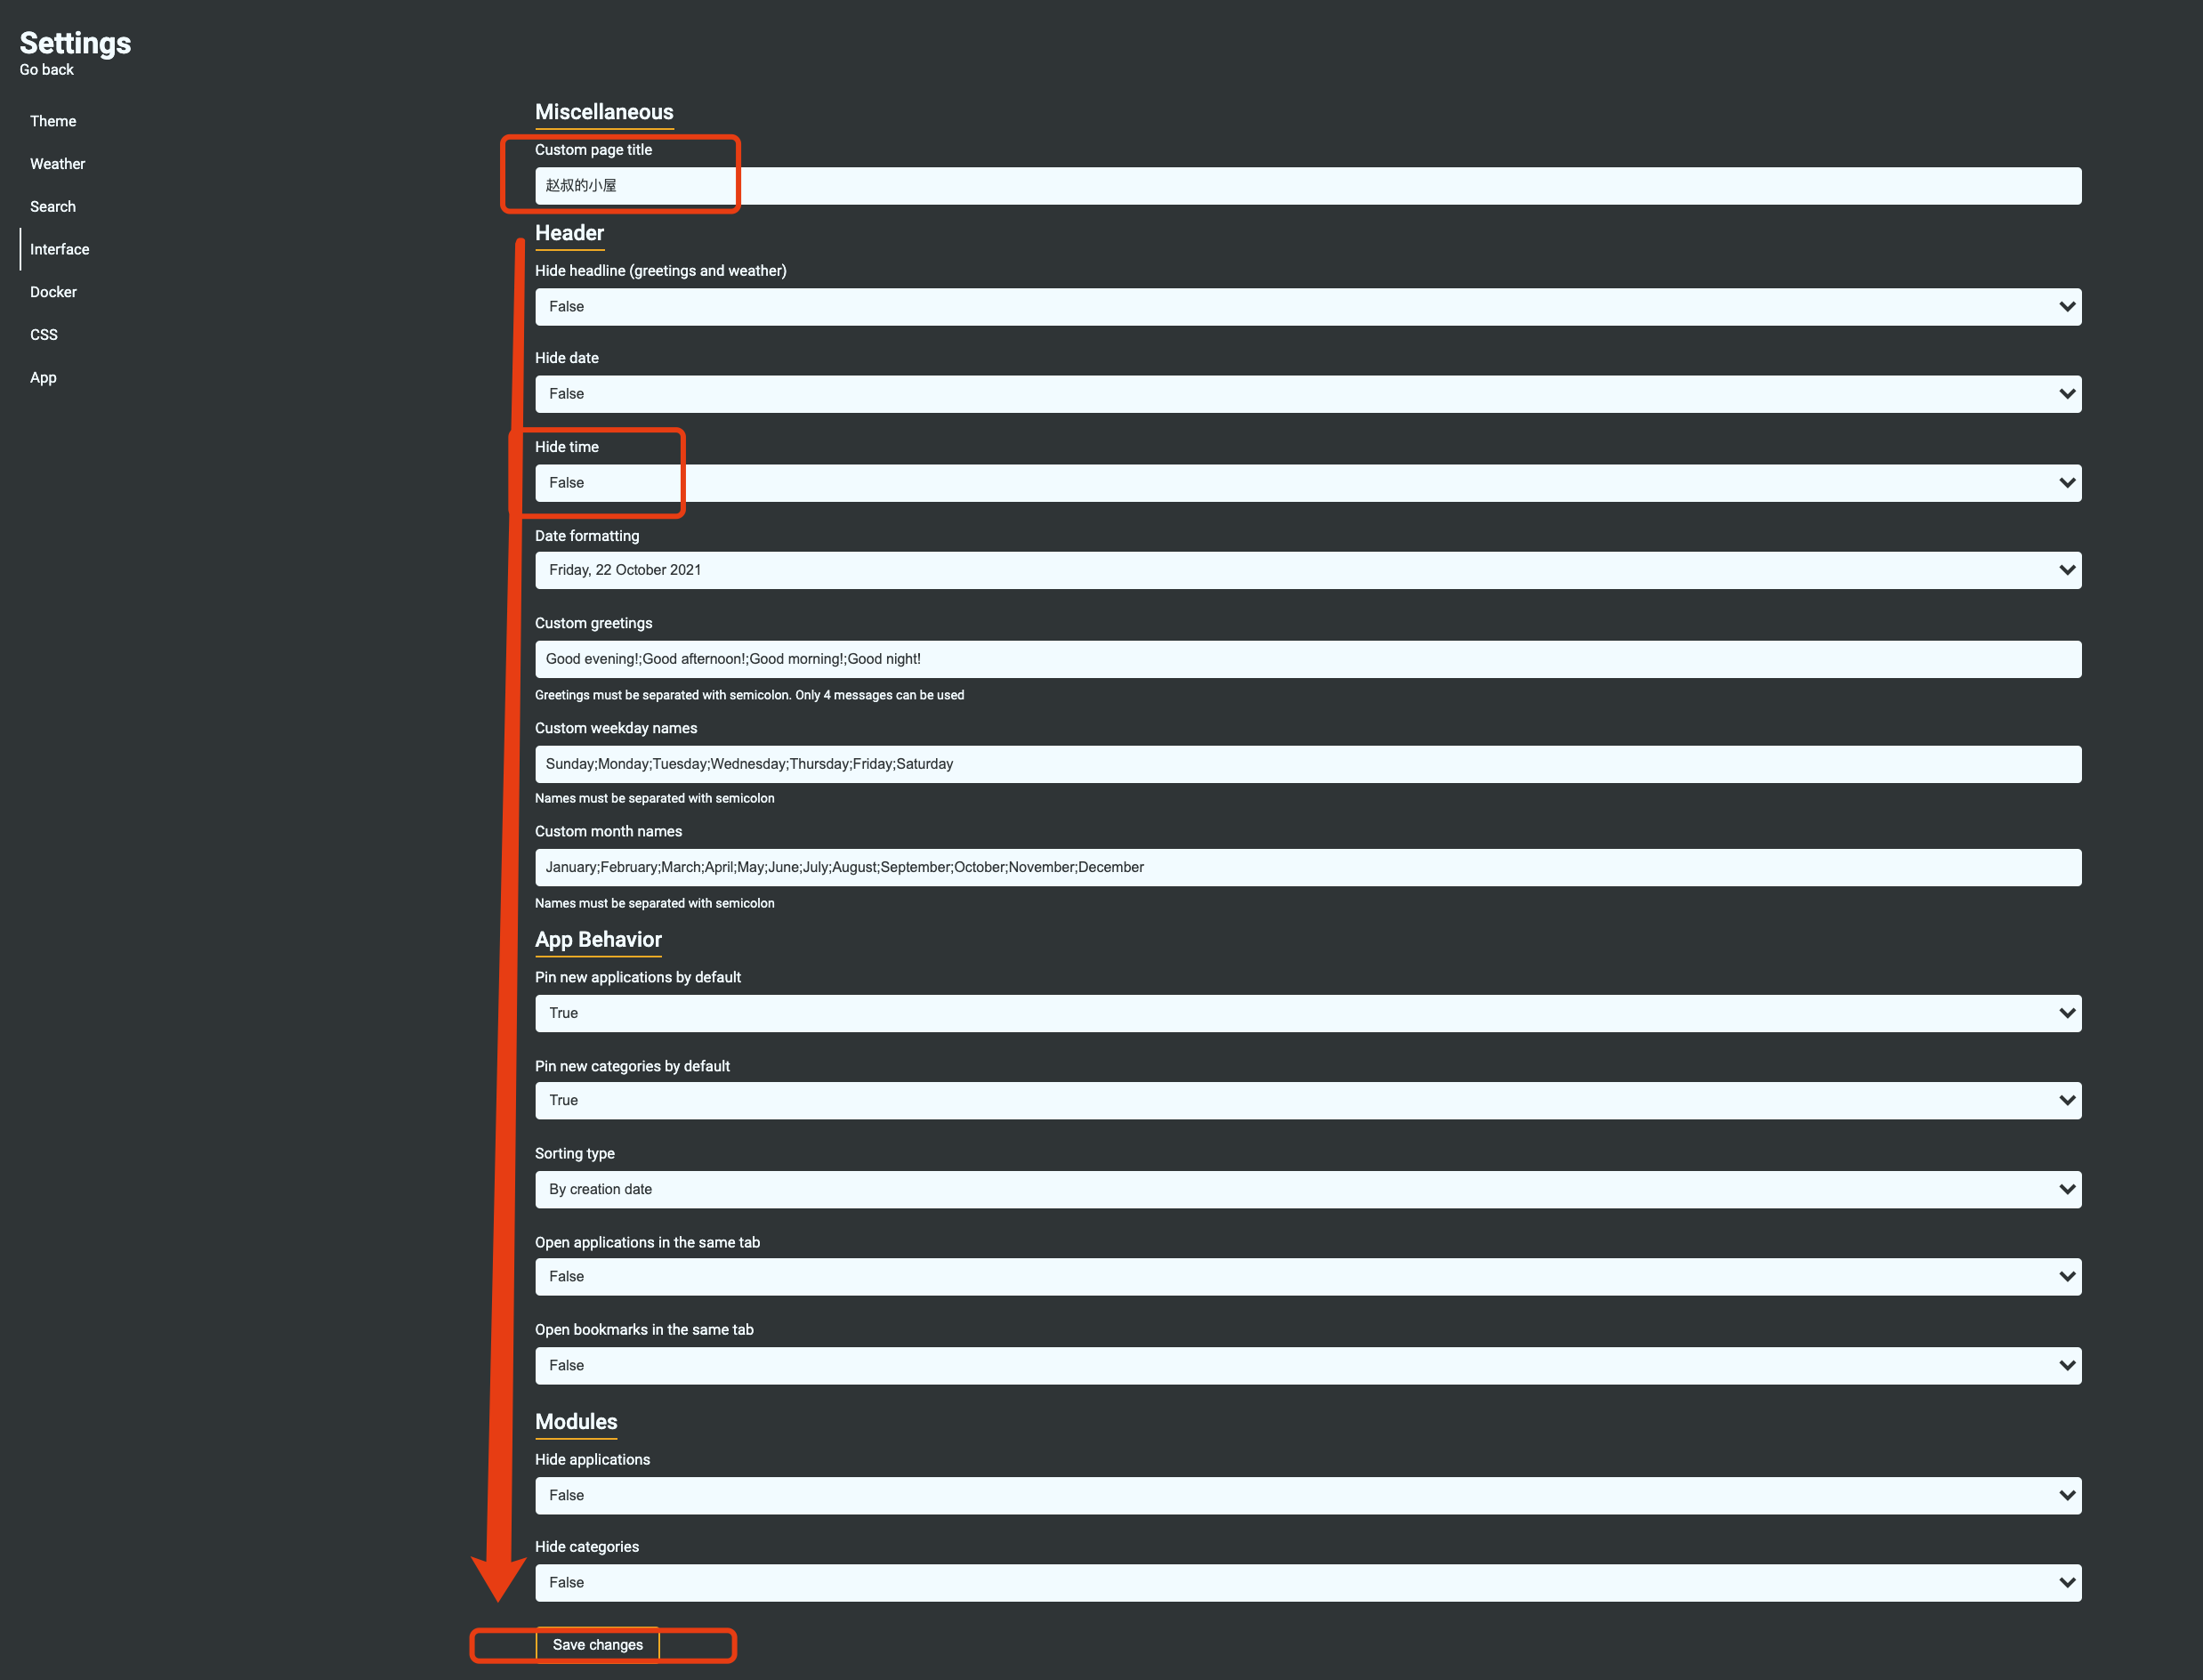 Settings
Go back
Theme
Weather
Search
Interface
Docker
CSS
App
Miscellaneous
Custom page title
赵叔的小屋
Header
Hide headline (greetings and weather)
False
Hide date
False
Hide time
False
Date formatting
Friday, 22 October 2021
Custom greetings
Good evening!;Good afternoon!;Good morning!;Good night!
Greetings must be separated with semicolon. Only 4 messages can be used
Custom weekday names
Sunday;Monday;Tuesday;Wednesday;Thursday;Friday;Saturday
Names must be separated with semicolon
Custom month names
January;February;March;April;May;June;July;August;September;October;November;December
Names must be separated with semicolon
App Behavior
Pin new applications by default
True
Pin new categories by default
True
Sorting type
By creation date
Open applications in the same tab
False
Open bookmarks in the same tab
False
Modules
Hide applications
False
Hide categories
False
Save changes